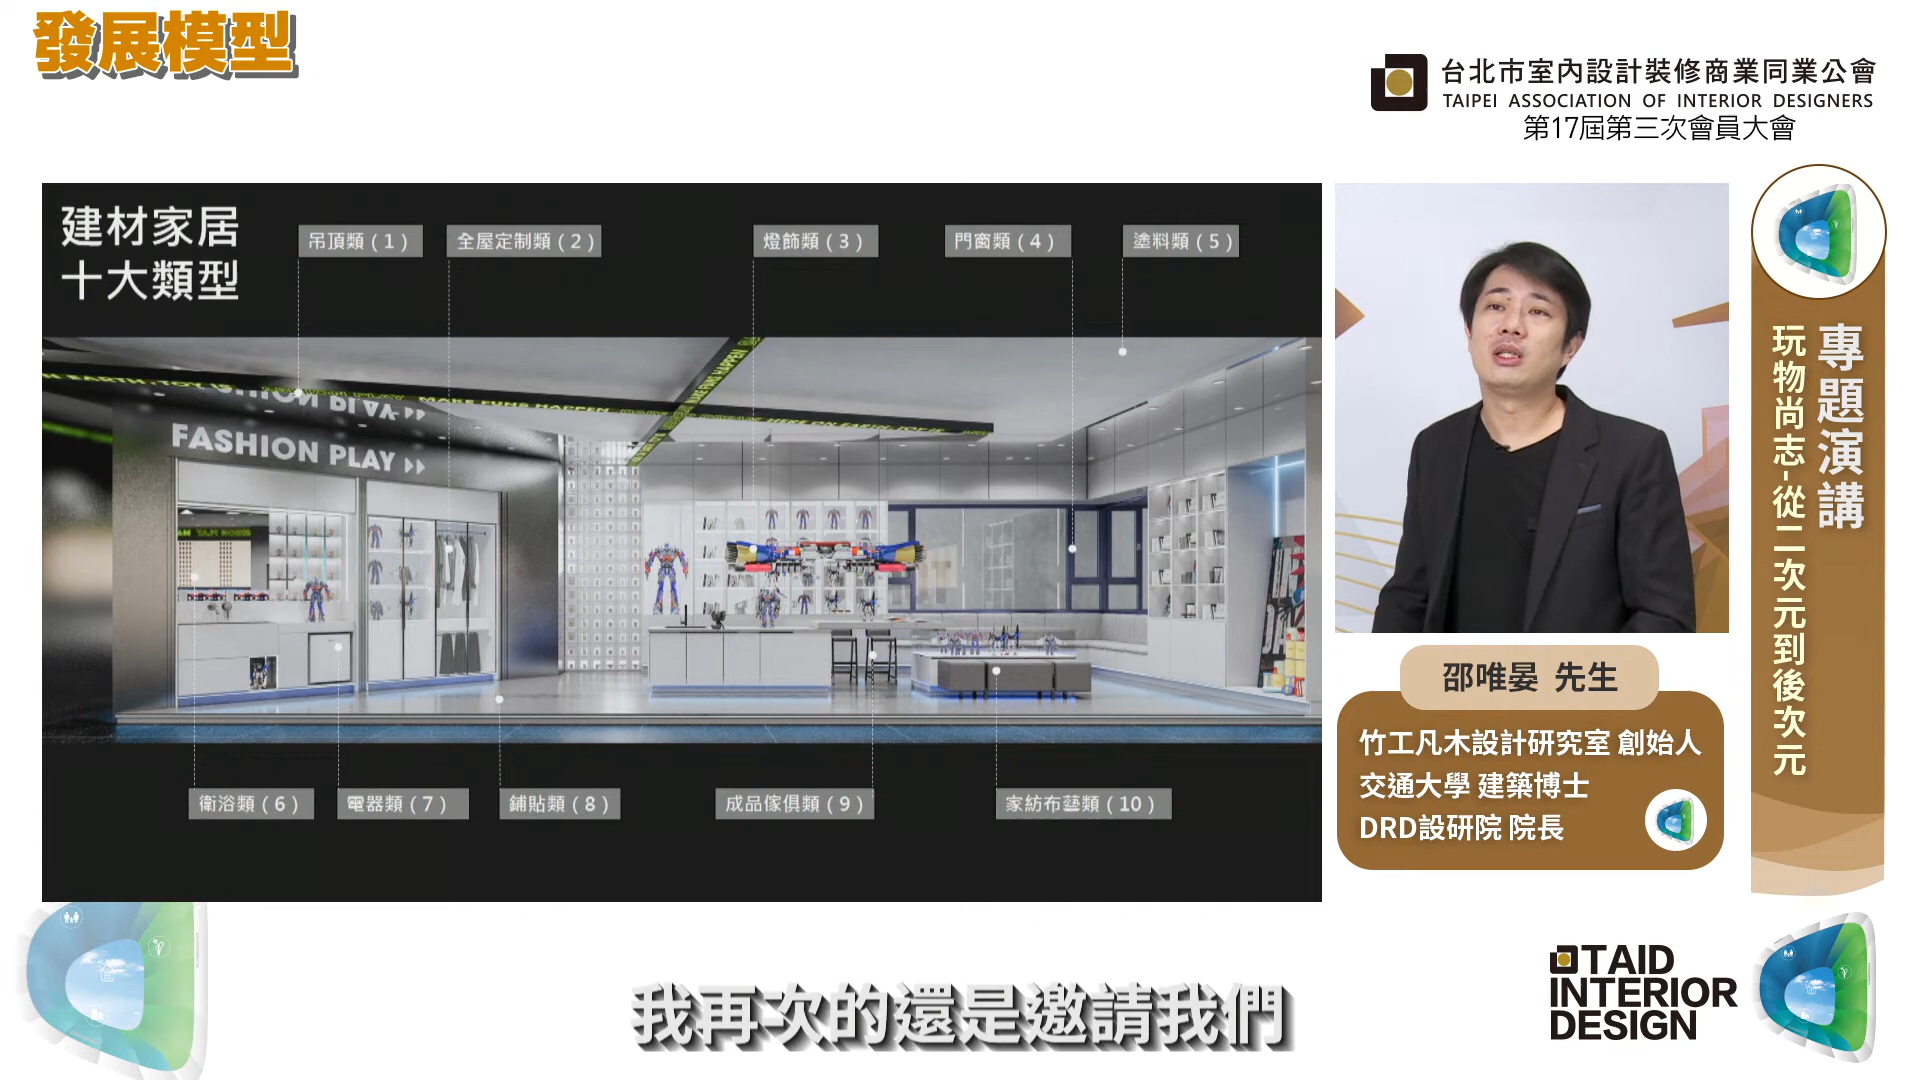 發展模型
台北市室內設計裝修商業同業公會
TAIPEI ASSOCIATION OF INTERIOR DESIGNERS
第17屆第三次會員大會
建材家居
十大類型
吊頂類(1)
全屋定制類(2)
燈飾類(3)
門窗類(4)
塗料類(5)
FASHION PLAY
衛浴類(6)
電器類(7)
鋪貼類(8)
成品傢俱類(9)
家紡布藝類(10)
專題演講
玩物尚志-從二次元到後次元
邵唯晏 先生
竹工凡木設計研究室 創始人
交通大學 建築博士
DRD設研院 院長
我再次的還是邀請我們
TAID
INTERIOR
DESIGN